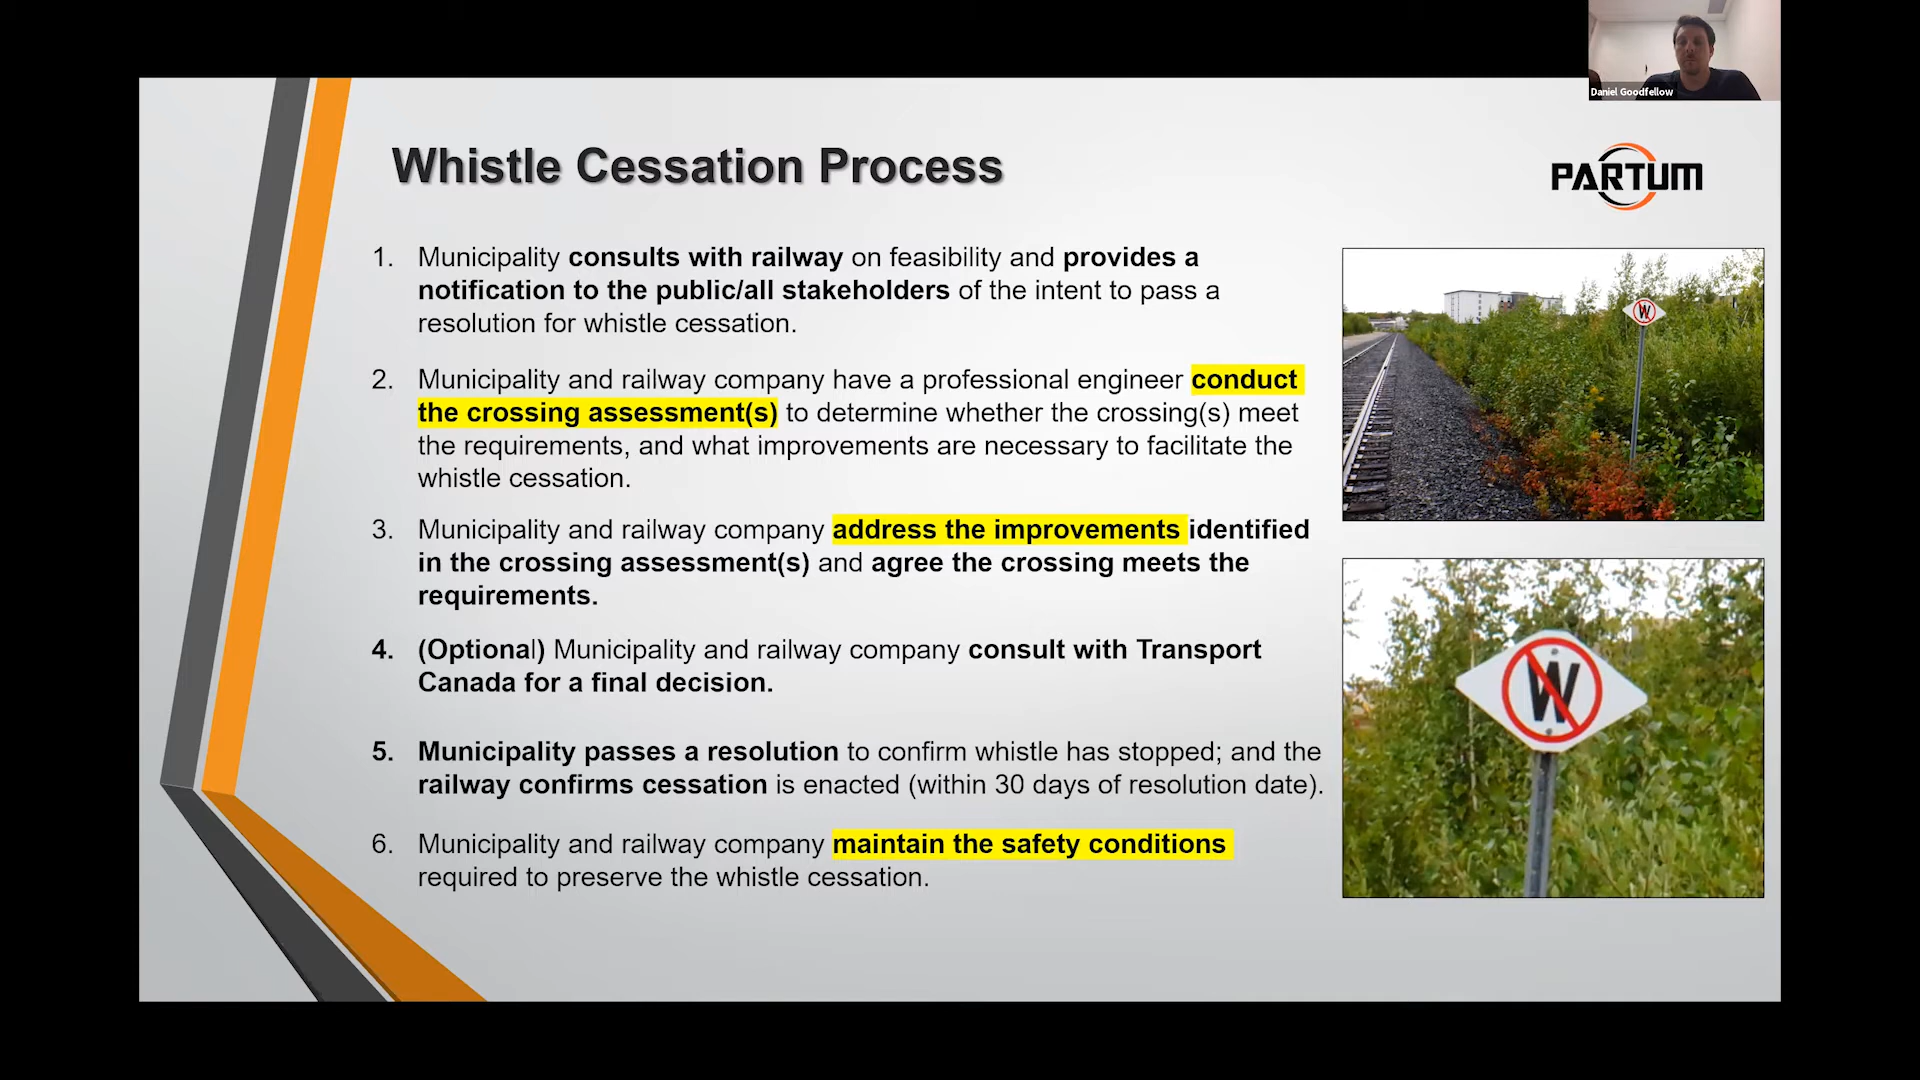 Daniel Goodfellow
Whistle Cessation Process
PARTUM
1. Municipality consults with railway on feasibility and provides a
notification to the public/all stakeholders of the intent to pass a
resolution for whistle cessation.
2. Municipality and railway company have a professional engineer conduct
the crossing assessment(s) to determine whether the crossing(s) meet
the requirements, and what improvements are necessary to facilitate the
whistle cessation.
3. Municipality and railway company address the improvements identified
in the crossing assessment(s) and agree the crossing meets the
requirements.
4. (Optional) Municipality and railway company consult with Transport
Canada for a final decision.
5. Municipality passes a resolution to confirm whistle has stopped; and the
railway confirms cessation is enacted (within 30 days of resolution date).
6. Municipality and railway company maintain the safety conditions
required to preserve the whistle cessation.
W
W